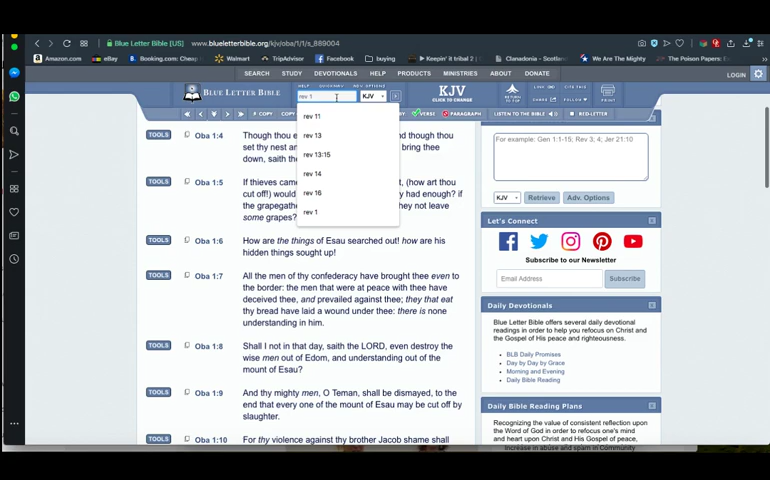 Blue Letter Bible [US] www.blueletterbible.org/kjv/oba/1/1/s_889004
Amazon.com
Booking.com: Cheap
Walmart
Facebook
buying
Keepin' it tribal 2
Clanadonia - Scotlan
We Are The Mighty
The Poison Papers:
SEARCH STUDY DEVOTIONALS HELP PRODUCTS MINISTRIES ABOUT DONATE
LOGIN
BLUE LETTER BIBLE
HELP QUICKNAV
rev 1
KJV
KJV
CLICK TO CHANGE
RETURN TO TOP
LINK
SHARE
FOLLOW
PRINT
COPY
COPY
VERSE
PARAGRAPH
LISTEN TO THE BIBLE
RED-LETTER
rev 11
rev 13
rev 13:15
rev 14
rev 16
rev 1
TOOLS Oba 1:4 Though thou e
and though thou
set thy nest am
bring thee
down, saith the
TOOLS Oba 1:5 If thieves came
t, (how art thou
cut off!) would
y had enough? if
the grapegathe
hey not leave
some grapes?
TOOLS Oba 1:6 How are the things of Esau searched out! how are his
hidden things sought up!
TOOLS Oba 1:7 All the men of thy confederacy have brought thee even to
the border: the men that were at peace with thee have
deceived thee, and prevailed against thee; they that eat
thy bread have laid a wound under thee: there is none
understanding in him.
TOOLS Oba 1:8 Shall I not in that day, saith the LORD, even destroy the
wise men out of Edom, and understanding out of the
mount of Esau?
TOOLS Oba 1:9 And thy mighty men, O Teman, shall be dismayed, to the
end that every one of the mount of Esau may be cut off by
slaughter.
TOOLS Oba 1:10 For thy violence against thy brother Jacob shame shall
For example: Gen 1:1-15; Rev 3; 4; Jer 21:10
KJV Retrieve Adv. Options
Let's Connect
Subscribe to our Newsletter
Email Address Subscribe
Daily Devotionals
Blue Letter Bible offers several daily devotional
readings in order to help you refocus on Christ and
the Gospel of His peace and righteousness.
BLB Daily Promises
Day by Day by Grace
Morning and Evening
Daily Bible Reading
Daily Bible Reading Plans
Recognizing the value of consistent reflection upon
the Word of God in order to refocus one's mind
and heart upon Christ and His Gospel of peace,